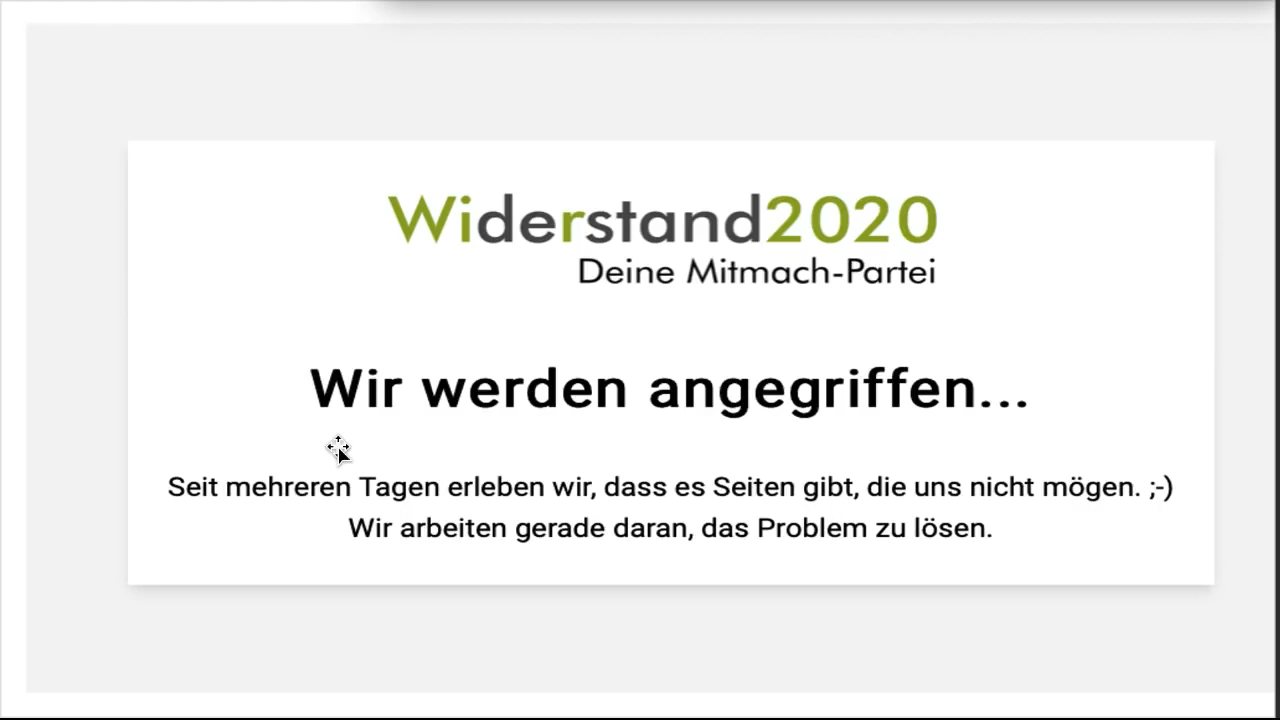 Widerstand2020
Deine Mitmach-Partei
Wir werden angegriffen...
Seit mehreren Tagen erleben wir, dass es Seiten gibt, die uns nicht mögen. ;-)
Wir arbeiten gerade daran, das Problem zu lösen.